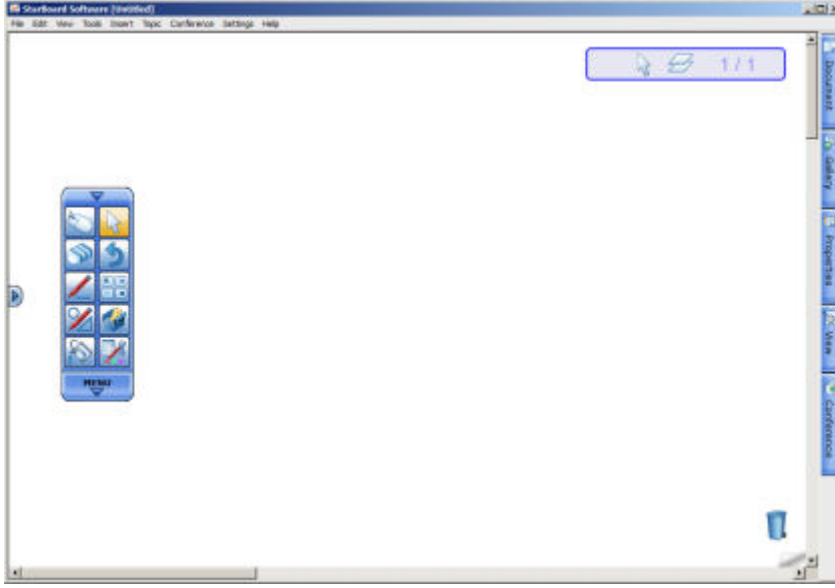 StarBoard Software [Untitled]
File Edit View Tools Insert Topic Conference Settings Help
1 / 1
Document
Gallery
Properties
View
Conference
MENU